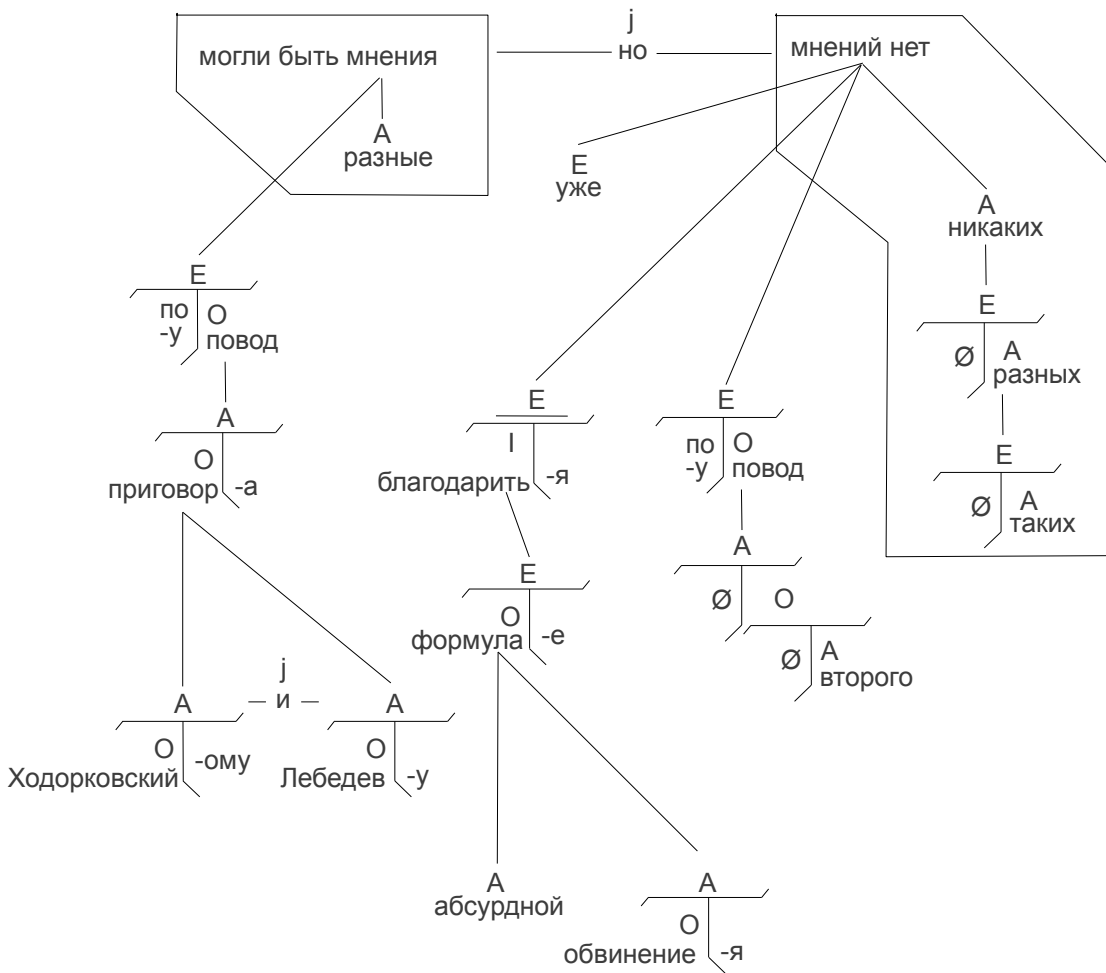 j
могли быть мнения
но
мнений нет
А
разные
Е
уже
А
никаких
Е
по
-у
О
повод
Е
Ø
А
разных
А
О
приговор
-а
Е
І
благодарить
-я
Е
по
-у
О
повод
Е
Ø
А
таких
А
Ø
О
Е
О
формула
-е
Ø
А
второго
j
А
и
А
О
Ходорковский
-ому
О
Лебедев
-у
А
абсурдной
А
О
обвинение
-я